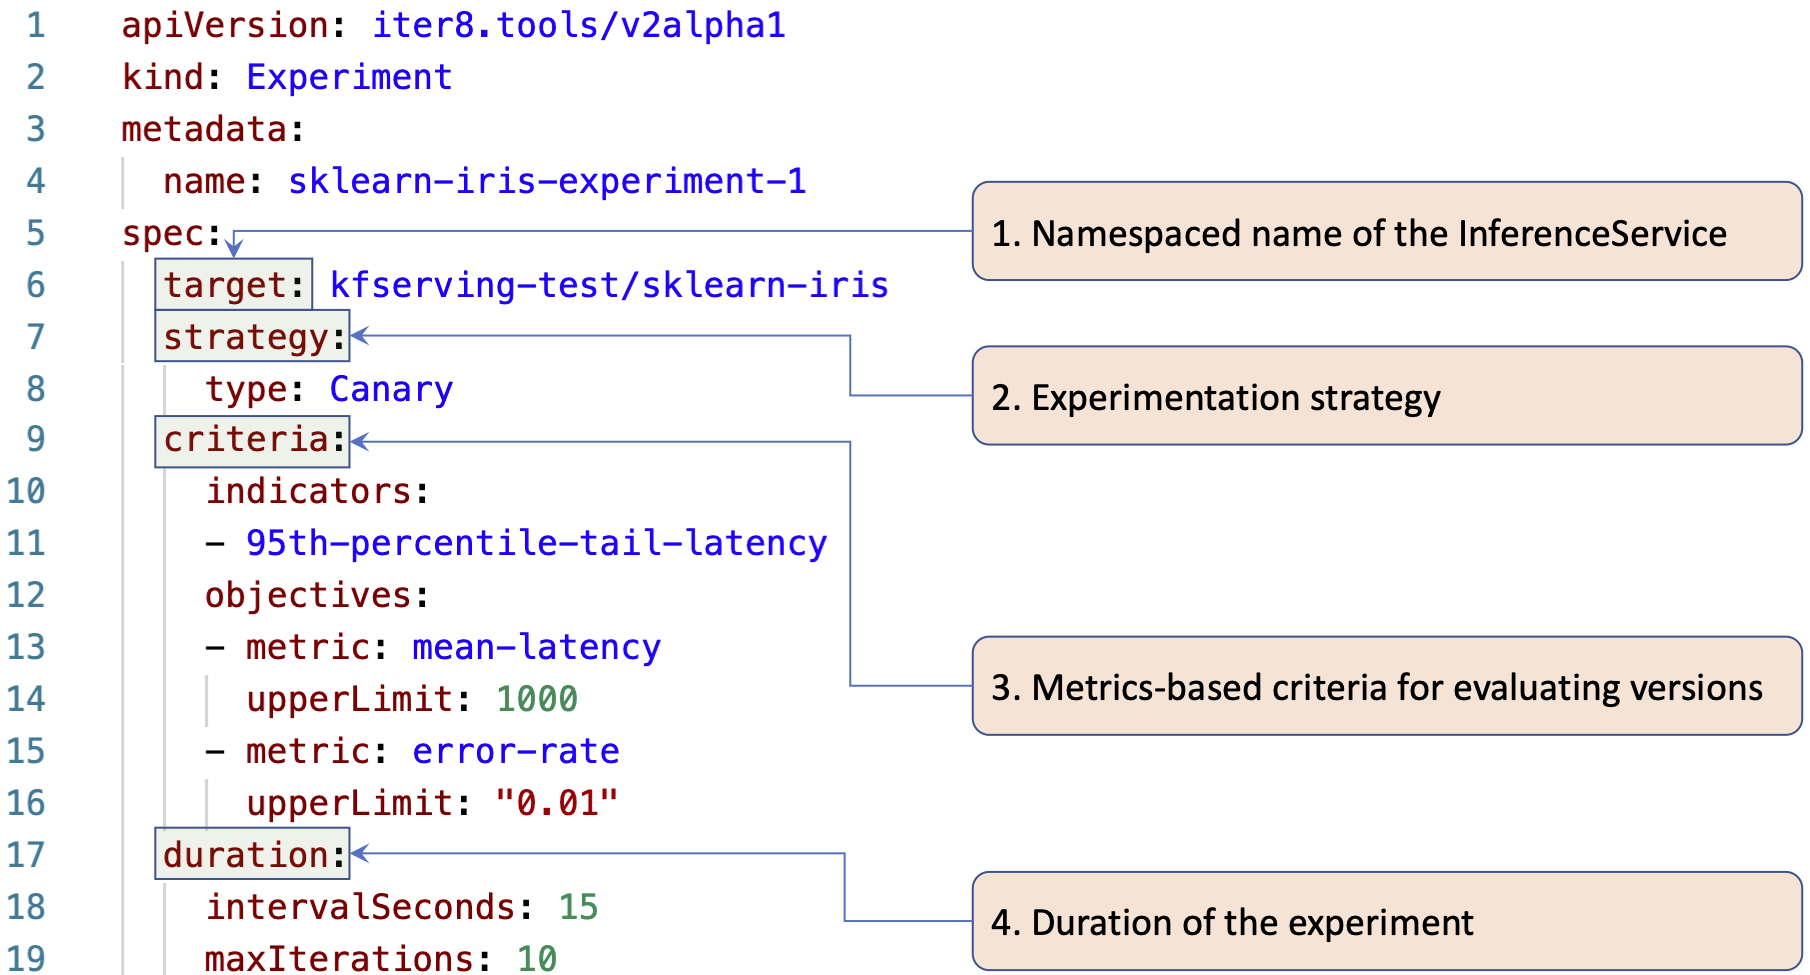 1 apiVersion: iter8.tools/v2alpha1
2 kind: Experiment
3 metadata:
4 name: sklearn-iris-experiment-1
5 spec:
1. Namespaced name of the InferenceService
6 target: kfserving-test/sklearn-iris
7 strategy:
2. Experimentation strategy
8 type: Canary
9 criteria:
10 indicators:
11 - 95th-percentile-tail-latency
12 objectives:
13 - metric: mean-latency
3. Metrics-based criteria for evaluating versions
14 upperLimit: 1000
15 - metric: error-rate
16 upperLimit: "0.01"
17 duration:
18 intervalSeconds: 15
4. Duration of the experiment
19 maxIterations: 10